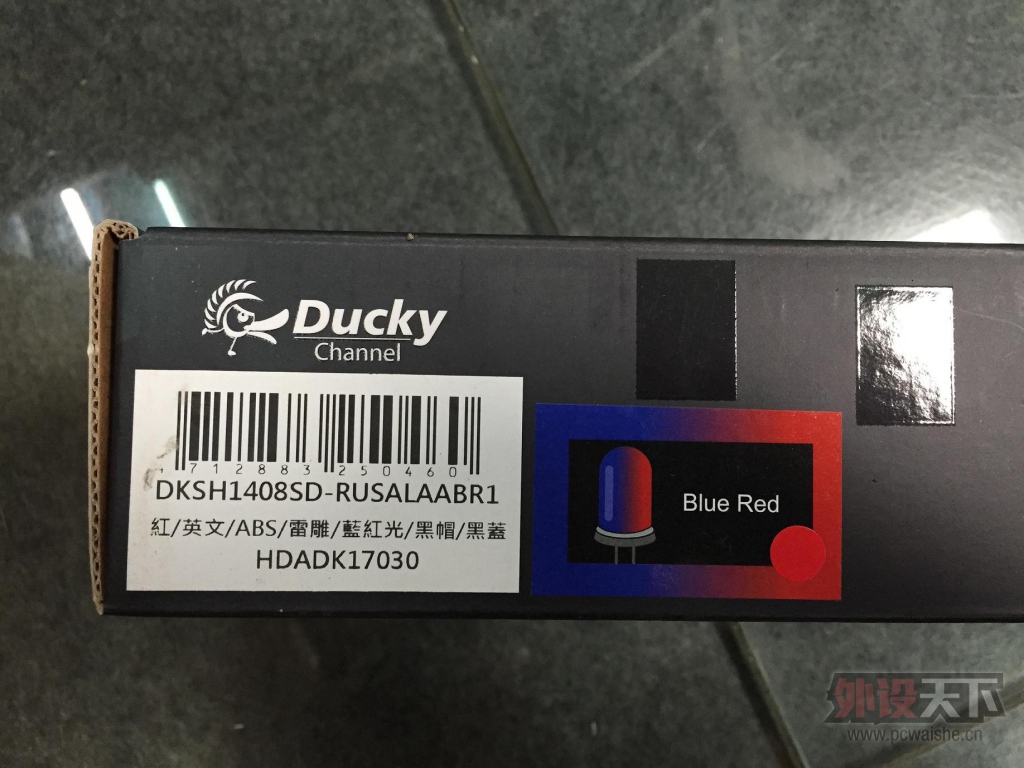 Ducky
Channel
4 712883 250460
DKSH1408SD-RUSALAABR1
紅/英文/ABS/雷雕/藍紅光/黑帽/黑蓋
HDADK17030
Blue Red
外设天下
www.pcwaishe.cn